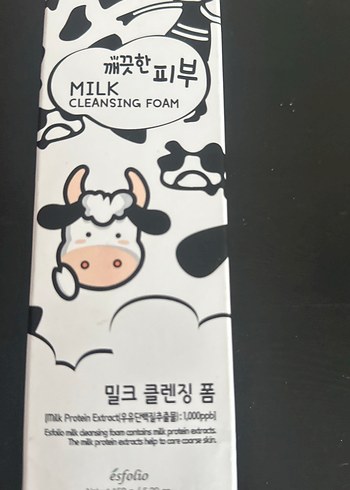 깨끗한 피부
MILK
CLEANSING FOAM
밀크 클렌징 폼
[Milk Protein Extract(우유단백질추출물):1,000ppb]
Esfolio milk cleansing foam contains milk protein extracts.
The milk protein extracts help to care coarse skin.
ésfolio